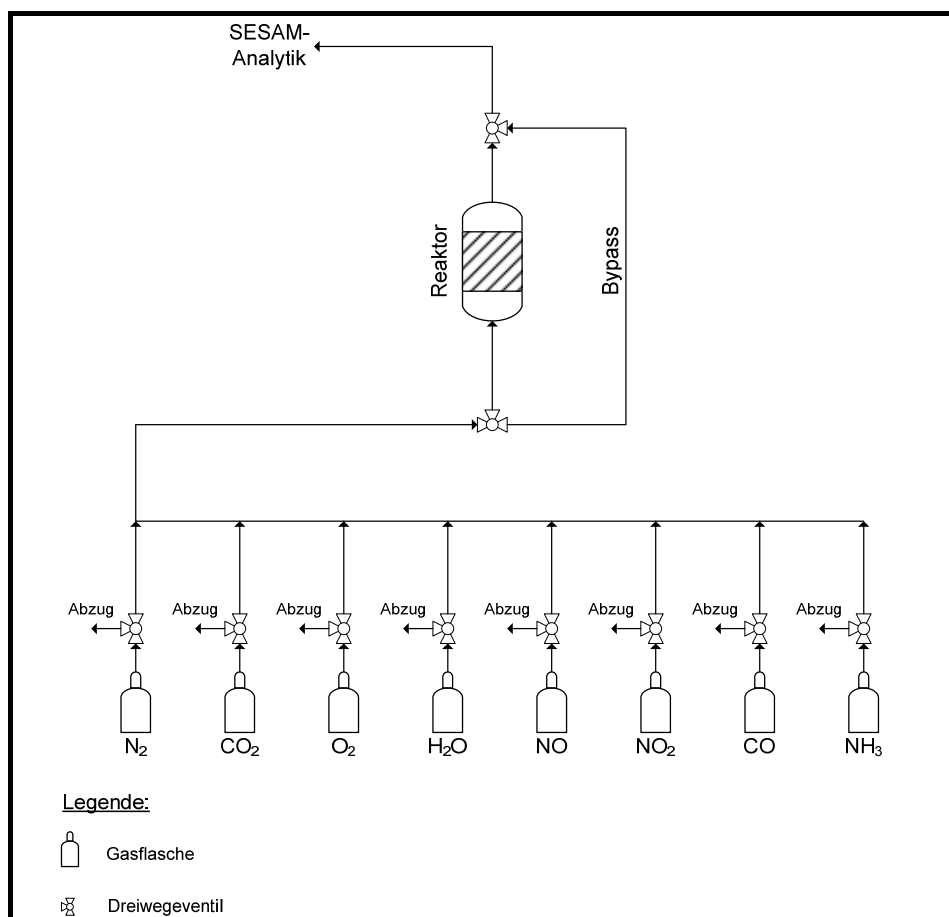 SESAM-
Analytik
Reaktor
Bypass
Abzug Abzug Abzug Abzug Abzug Abzug Abzug Abzug
N₂ CO₂ O₂ H₂O NO NO₂ CO NH₃
Legende:
Gasflasche
Dreiwegeventil